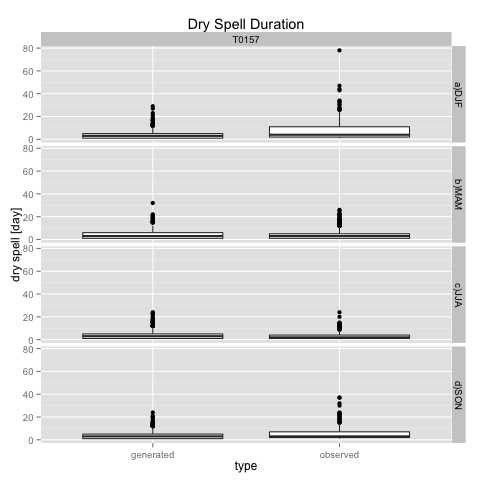 Dry Spell Duration
T0157
80
60
40
20
0
a)DJF
80
60
40
20
0
b)MAM
80
60
40
20
0
c)JJA
80
60
40
20
0
d)SON
dry spell [day]
generated
observed
type